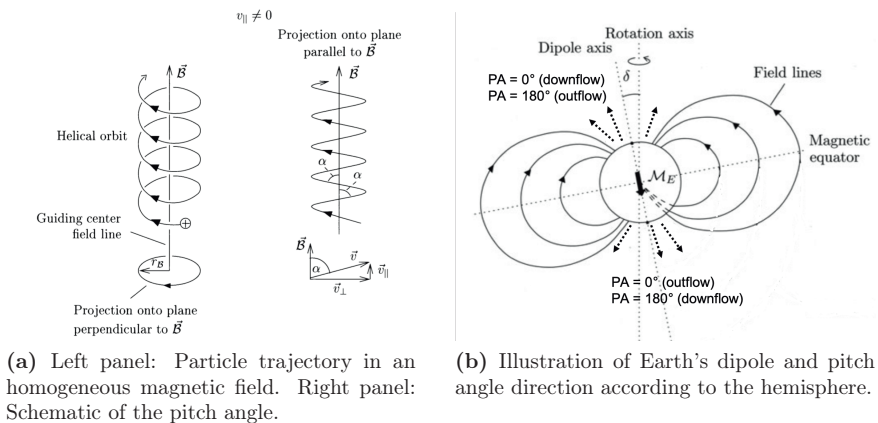 v∥ ≠ 0
Projection onto plane
parallel to B⃗
B⃗
B⃗
Helical orbit
α
α
Guiding center
field line
⊕
r_B
B⃗
α
v⃗
v⃗∥
v⃗⊥
Projection onto plane
perpendicular to B⃗
(a) Left panel: Particle trajectory in an
homogeneous magnetic field. Right panel:
Schematic of the pitch angle.
Rotation axis
Dipole axis
PA = 0° (downflow)
PA = 180° (outflow)
δ
Field lines
Magnetic
equator
M_E
PA = 0° (outflow)
PA = 180° (downflow)
(b) Illustration of Earth's dipole and pitch
angle direction according to the hemisphere.